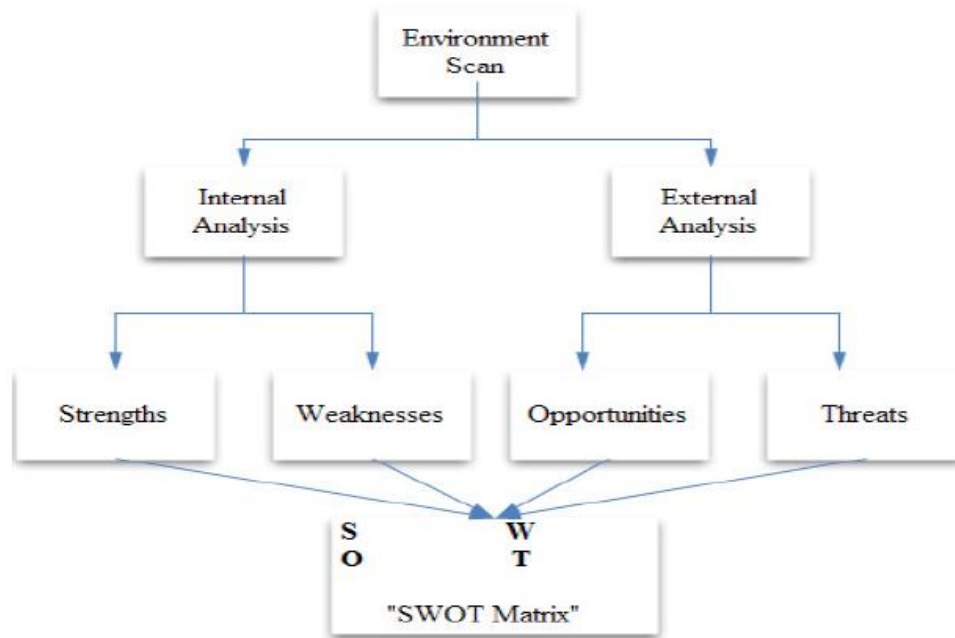 Environment
Scan
Internal
Analysis
External
Analysis
Strengths
Weaknesses
Opportunities
Threats
S W
O T
"SWOT Matrix"